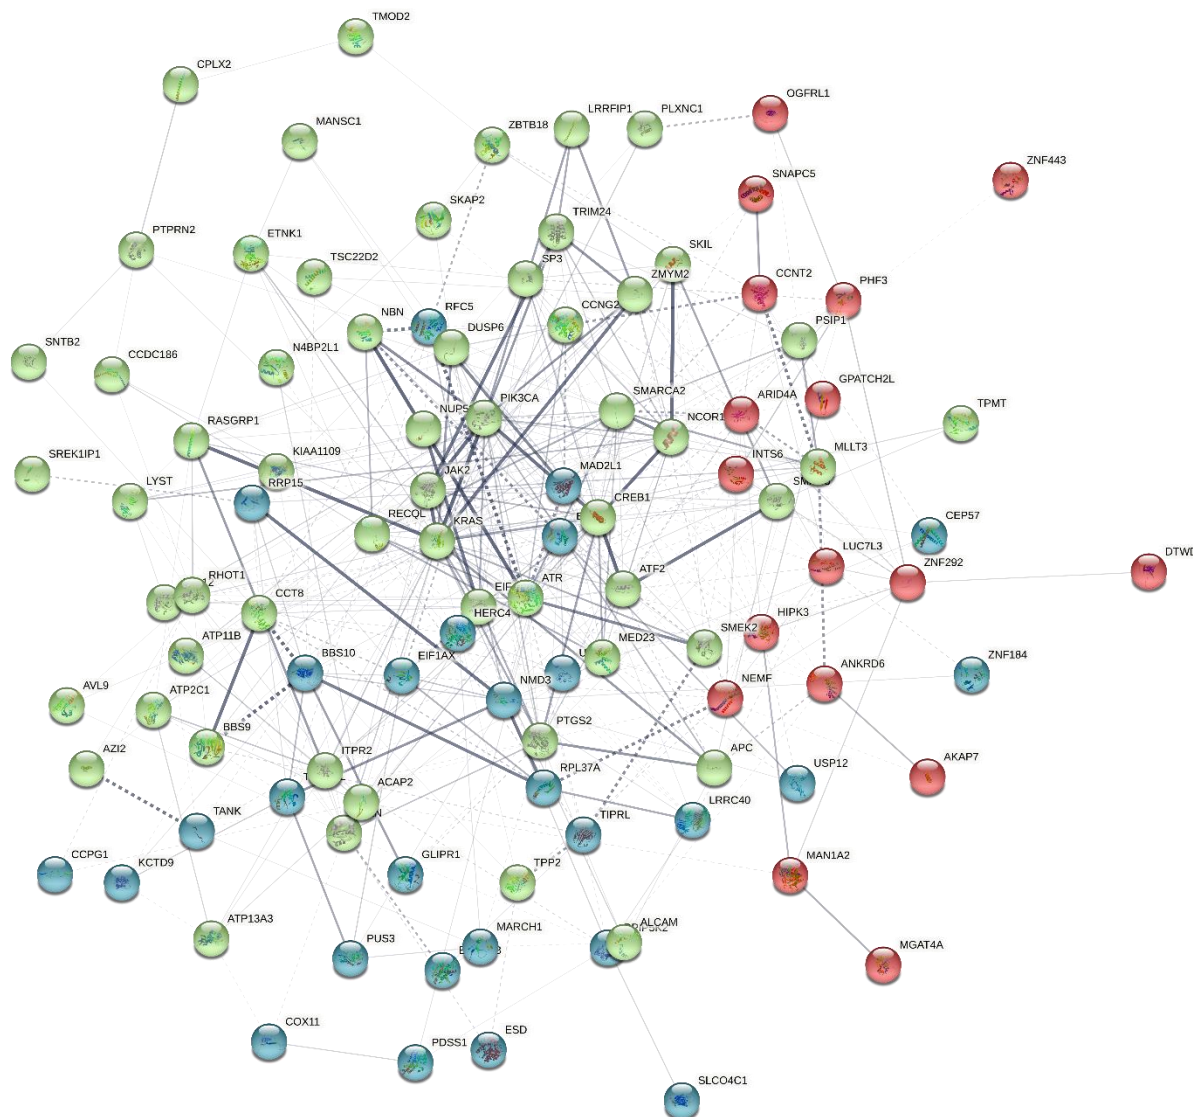 TMOD2
CPLX2
OGFRL1
LRRFIP1
PLXNC1
MANSC1
ZBTB18
ZNF443
SNAPC5
SKAP2
TRIM24
PTPRN2
ETNK1
SKIL
SP3
TSC22D2
ZMYM2
CCNT2
PHF3
CCNG2
NBN
RFC5
DUSP6
PSIP1
SNTB2
CCDC186
N4BP2L1
GPATCH2L
PIK3CA
SMARCA2
ARID4A
TPMT
NCOR1
RASGRP1
SREK1IP1
KIAA1109
MLLT3
INTS6
MAD2L1
JAK2
RRP15
LYST
CREB1
CEP57
RECQL
KRAS
LUC7L3
ZNF292
DTWD
RHOT1
ATR
ATF2
CCT8
HERC4
HIPK3
SMEK2
MED23
ATP11B
BBS10
EIF1AX
ZNF184
ANKRD6
NEMF
NMD3
AVL9
ATP2C1
PTGS2
BBS9
APC
AZI2
ITPR2
RPL37A
USP12
AKAP7
ACAP2
LRRC40
TANK
TIPRL
CCPG1
KCTD9
GLIPR1
TPP2
MAN1A2
ATP13A3
ALCAM
MARCH1
PUS3
MGAT4A
COX11
ESD
PDSS1
SLCO4C1